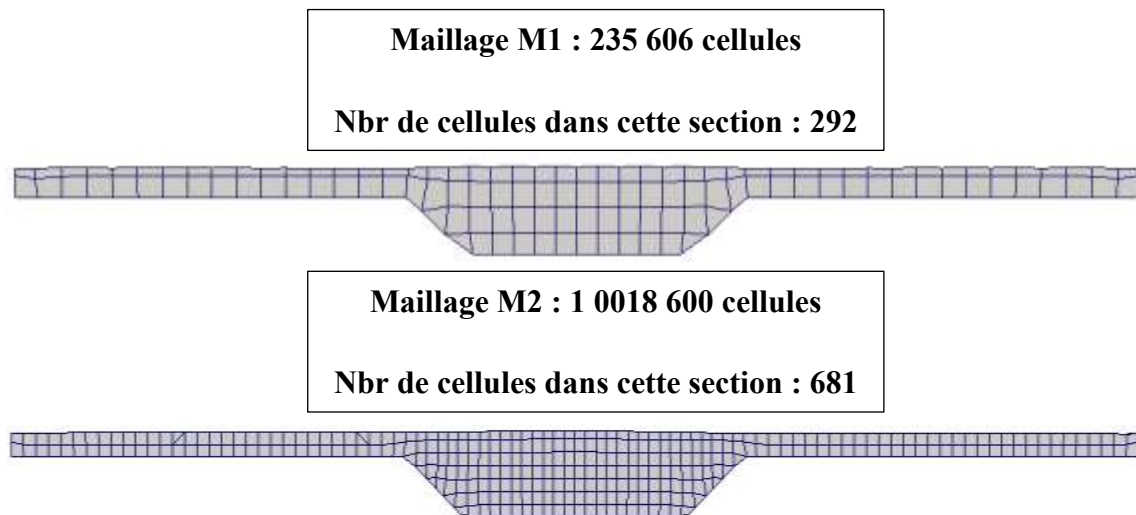 Maillage M1 : 235 606 cellules
Nbr de cellules dans cette section : 292
Maillage M2 : 1 0018 600 cellules
Nbr de cellules dans cette section : 681